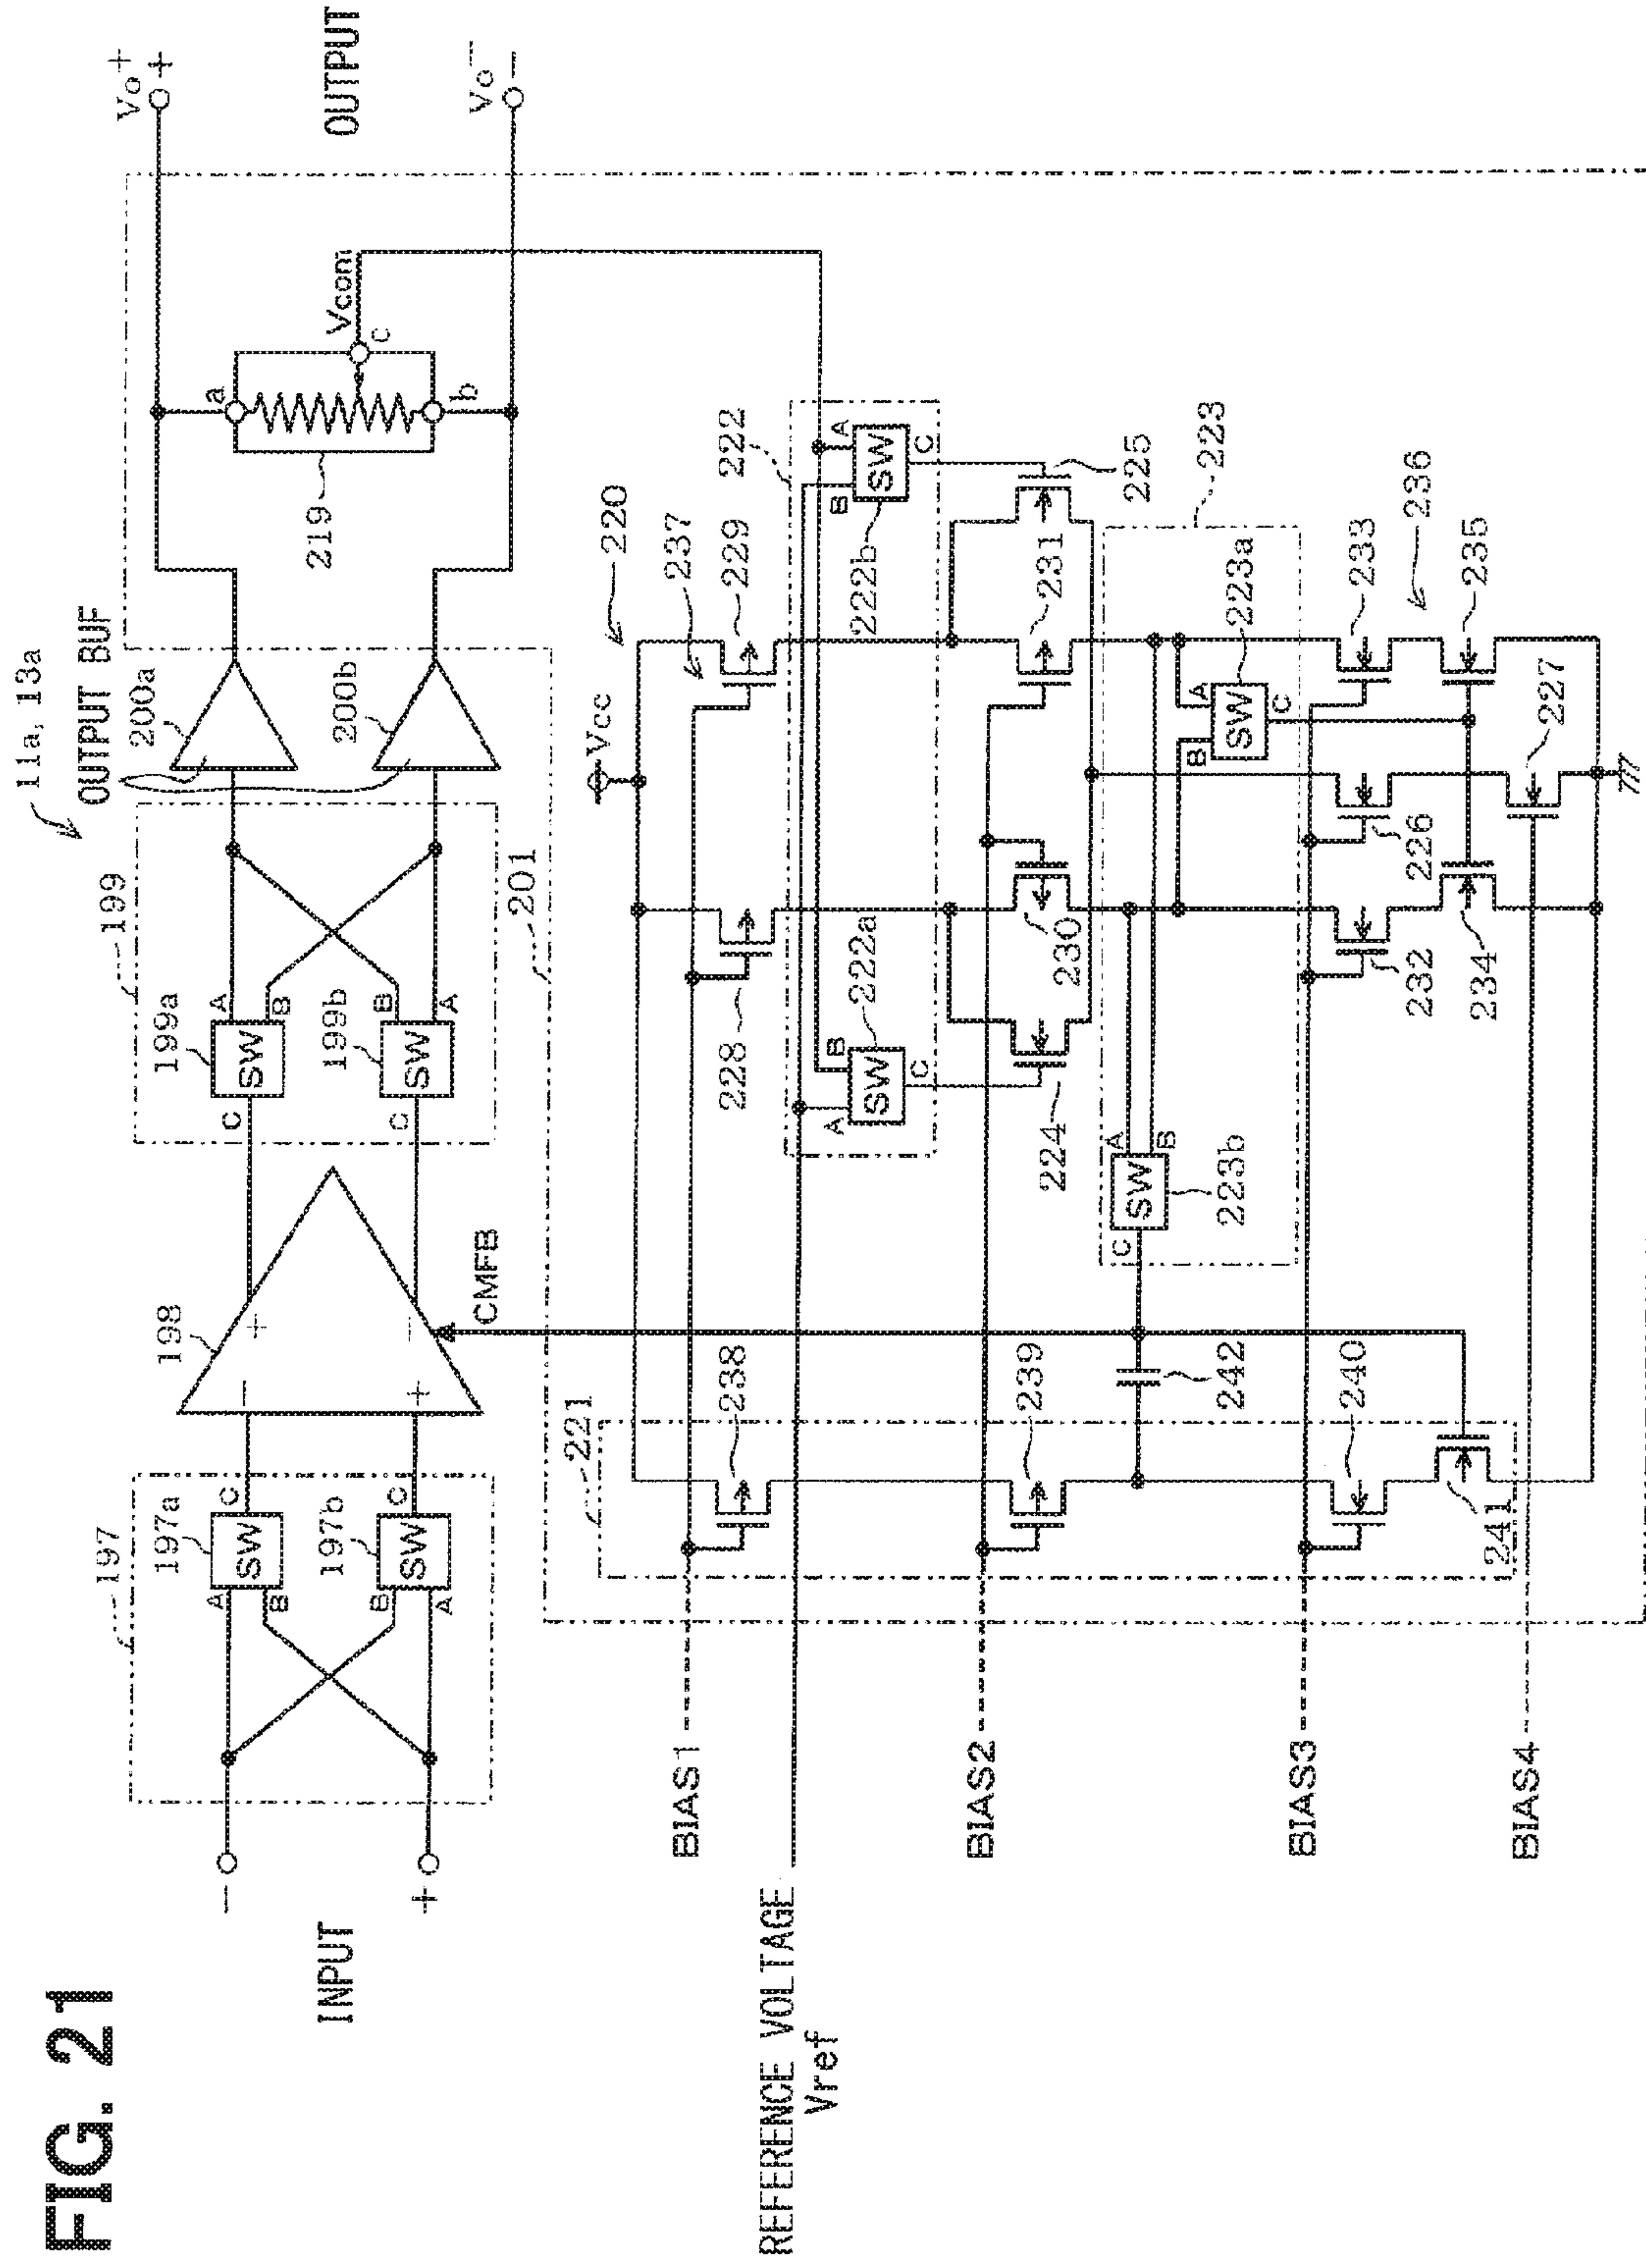 FIG. 21
11a, 13a
INPUT
−
+
197
197a
197b
SW
SW
A
B
C
B
A
C
198
−
+
+
−
CMFB
199
199a
199b
SW
SW
C
A
B
C
B
A
201
OUTPUT BUF
200a
200b
219
a
b
c
Vcom
Vo+
+
Vo−
−
OUTPUT
REFERENCE VOLTAGE
Vref
BIAS1
BIAS2
BIAS3
BIAS4
Vcc
220
221
222
222a
SW
A
B
C
222b
SW
B
A
C
223
223a
SW
B
A
C
223b
SW
A
B
C
224
225
226
227
228
229
230
231
232
233
234
235
236
237
238
239
240
241
242